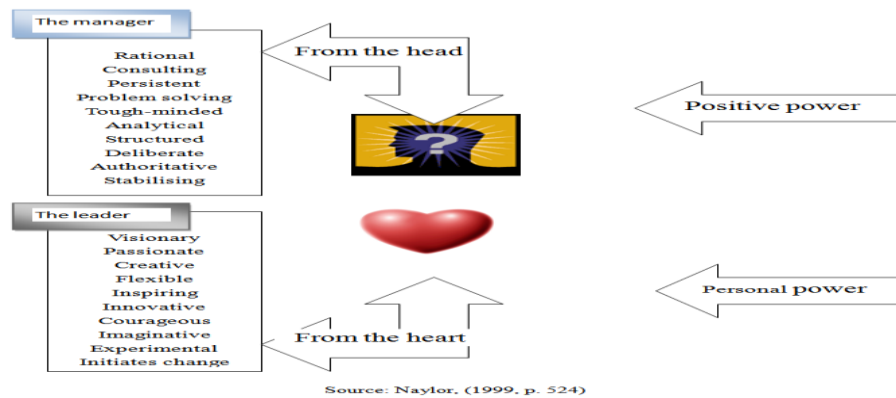 The manager
Rational
Consulting
Persistent
Problem solving
Tough-minded
Analytical
Structured
Deliberate
Authoritative
Stabilising
From the head
?
Positive power
The leader
Visionary
Passionate
Creative
Flexible
Inspiring
Innovative
Courageous
Imaginative
Experimental
Initiates change
From the heart
Personal power
Source: Naylor, (1999, p. 524)